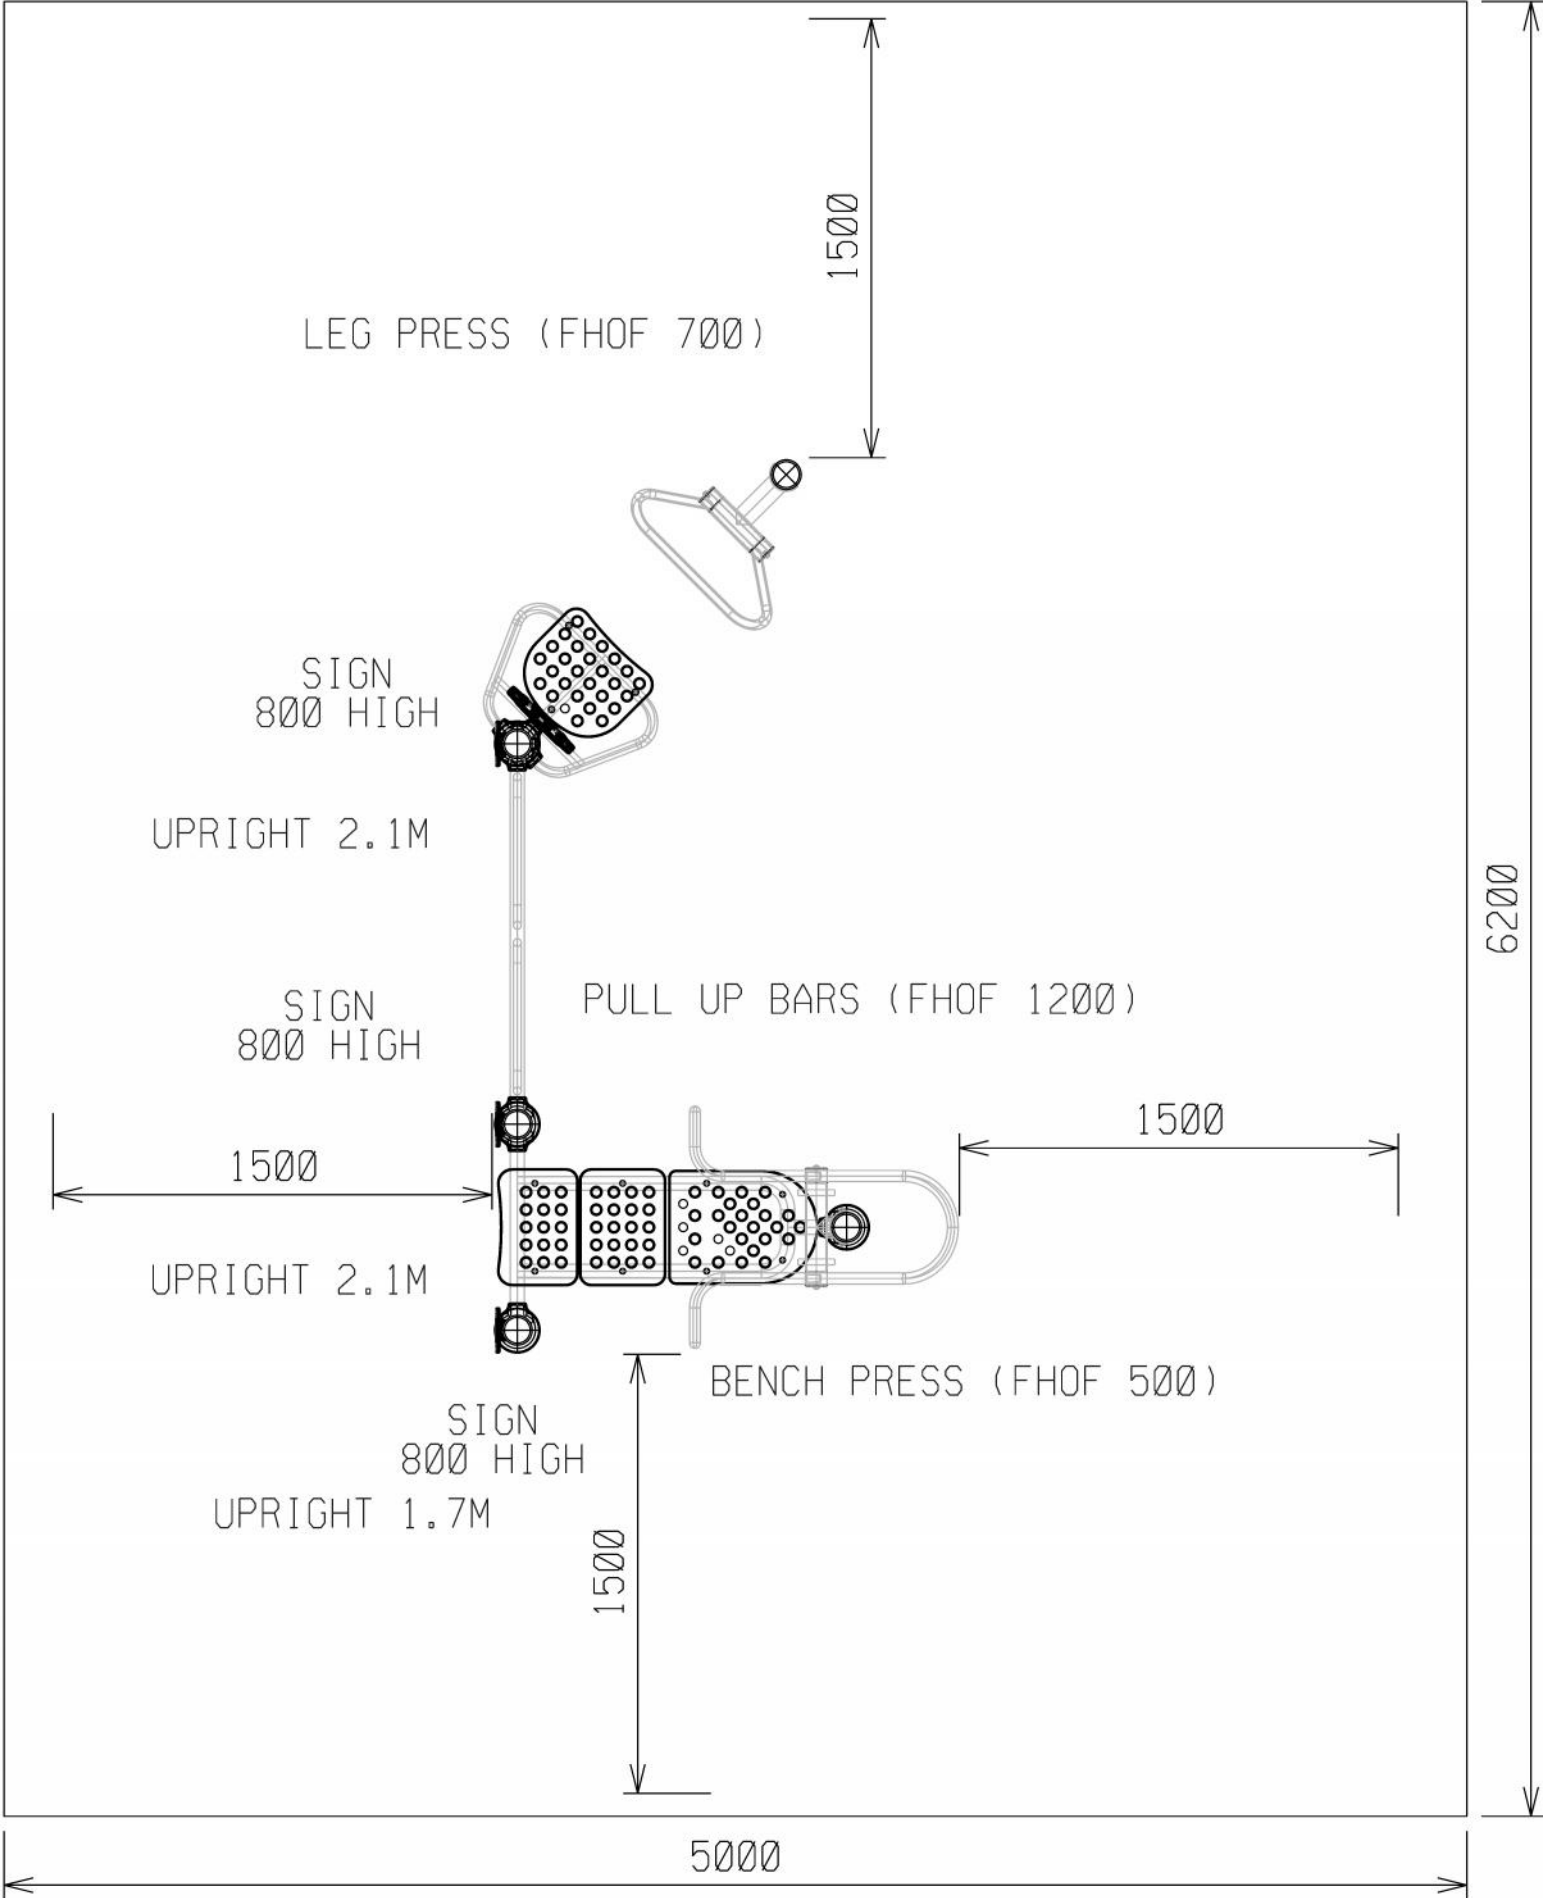 1500
LEG PRESS (FHOF 700)
SIGN
800 HIGH
UPRIGHT 2.1M
6200
SIGN
800 HIGH
PULL UP BARS (FHOF 1200)
1500
1500
UPRIGHT 2.1M
BENCH PRESS (FHOF 500)
SIGN
800 HIGH
UPRIGHT 1.7M
1500
5000